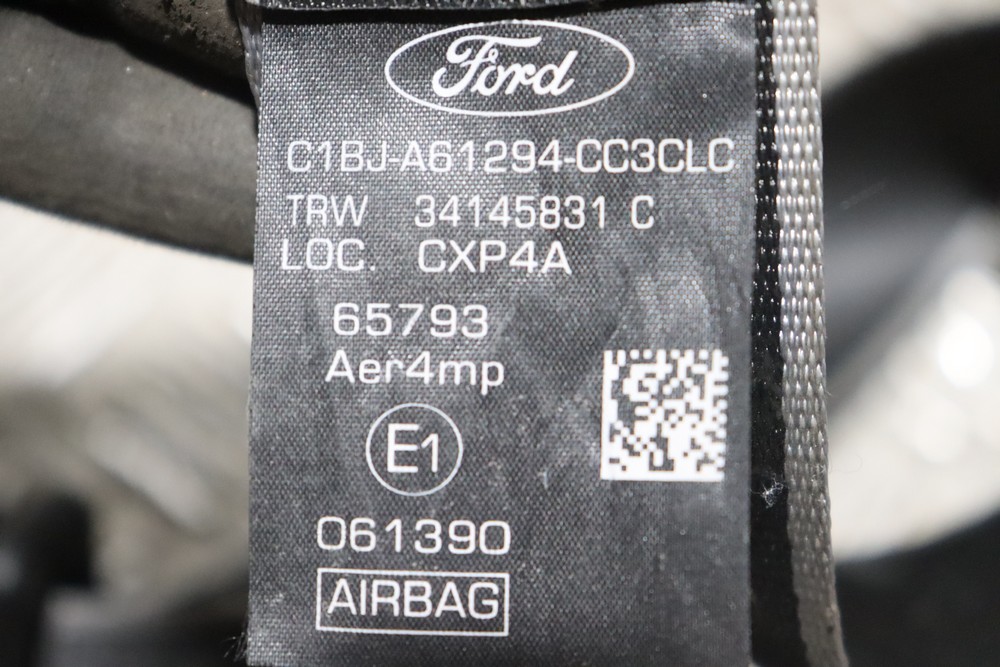 Ford
C1BJ-A61294-CC3CLC
TRW 34145831 C
LOC. CXP4A
65793
Aer4mp
E1
061390
AIRBAG